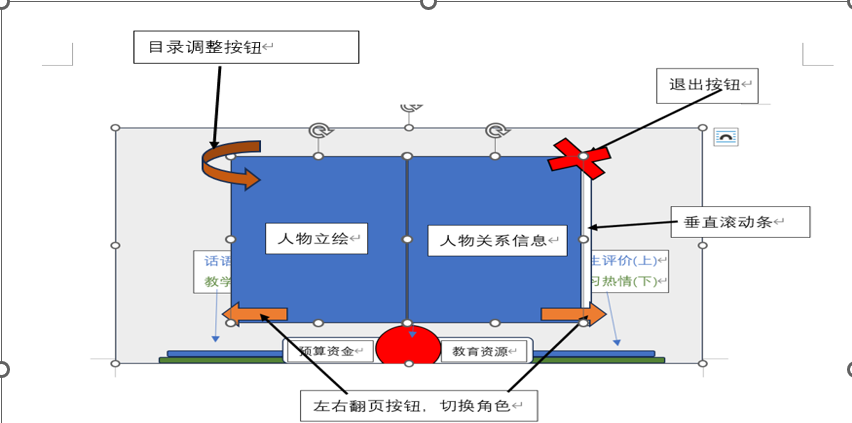 目录调整按钮
退出按钮
垂直滚动条
人物立绘
人物关系信息
话语
教学
生评价(上)
习热情(下)
预算资金
教育资源
左右翻页按钮，切换角色